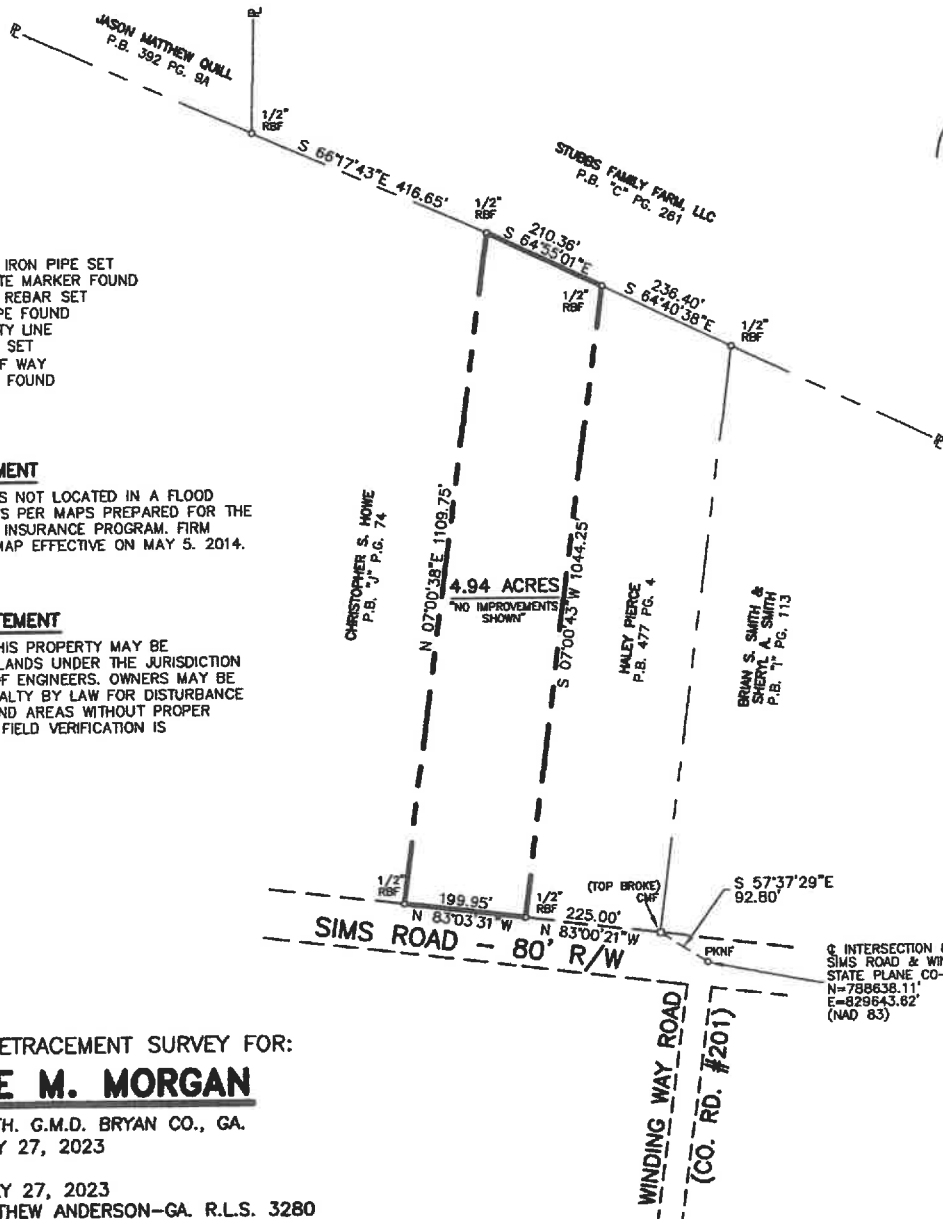 JASON MATTHEW QUILL
P.B. 392 PG. 9A
1/2"
RBF
S 66°17'43"E 416.65'
STUBBS FAMILY FARM, LLC
P.B. "C" PG. 261
1/2"
RBF
210.36'
S 64°55'01"E
1/2"
RBF
236.40'
S 64°40'38"E
1/2"
RBF
IRON PIPE SET
TE MARKER FOUND
REBAR SET
PE FOUND
TY LINE
SET
F WAY
FOUND
MENT
S NOT LOCATED IN A FLOOD
S PER MAPS PREPARED FOR THE
INSURANCE PROGRAM. FIRM
MAP EFFECTIVE ON MAY 5. 2014.
TEMENT
HIS PROPERTY MAY BE
LANDS UNDER THE JURISDICTION
F ENGINEERS. OWNERS MAY BE
ALTY BY LAW FOR DISTURBANCE
ND AREAS WITHOUT PROPER
FIELD VERIFICATION IS
CHRISTOPHER S. HOWE
P.B. "J" P.G. 74
N 07°00'38"E 1109.75'
4.94 ACRES
"NO IMPROVEMENTS
SHOWN"
S 07°00'43"W 1044.25'
HALEY PIERCE
P.B. 477 PG. 4
BRIAN S. SMITH &
SHERYL A. SMITH
P.B. "I" PG. 113
1/2"
RBF
199.95'
N 83°03'31"W
1/2"
RBF
225.00'
N 83°00'21"W
(TOP BROKE)
CMF
S 57°37'29"E
92.80'
PKNF
SIMS ROAD - 80' R/W
℄ INTERSECTION
SIMS ROAD & WIN
STATE PLANE CO-
N=788638.11'
E=829643.62'
(NAD 83)
WINDING WAY ROAD
(CO. RD. #201)
ETRACEMENT SURVEY FOR:
E M. MORGAN
TH. G.M.D. BRYAN CO., GA.
Y 27, 2023
Y 27, 2023
THEW ANDERSON-GA. R.L.S. 3280